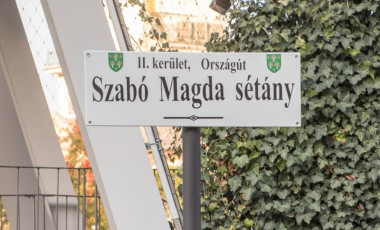 II. kerület, Országút
Szabó Magda sétány